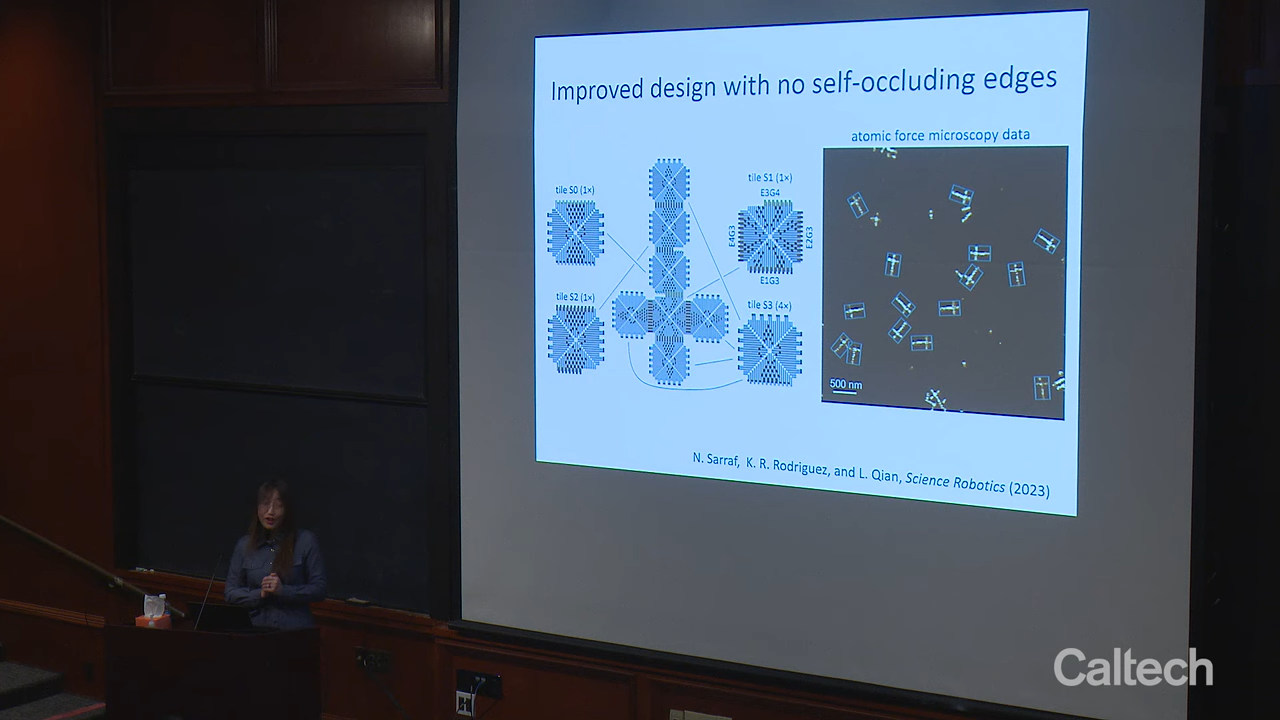 Improved design with no self-occluding edges
atomic force microscopy data
tile S0 (1×)
tile S1 (1×)
E3G4
E4G3
E2G3
E1G3
tile S2 (1×)
tile S3 (4×)
500 nm
N. Sarraf, K. R. Rodriguez, and L. Qian, Science Robotics (2023)
Caltech